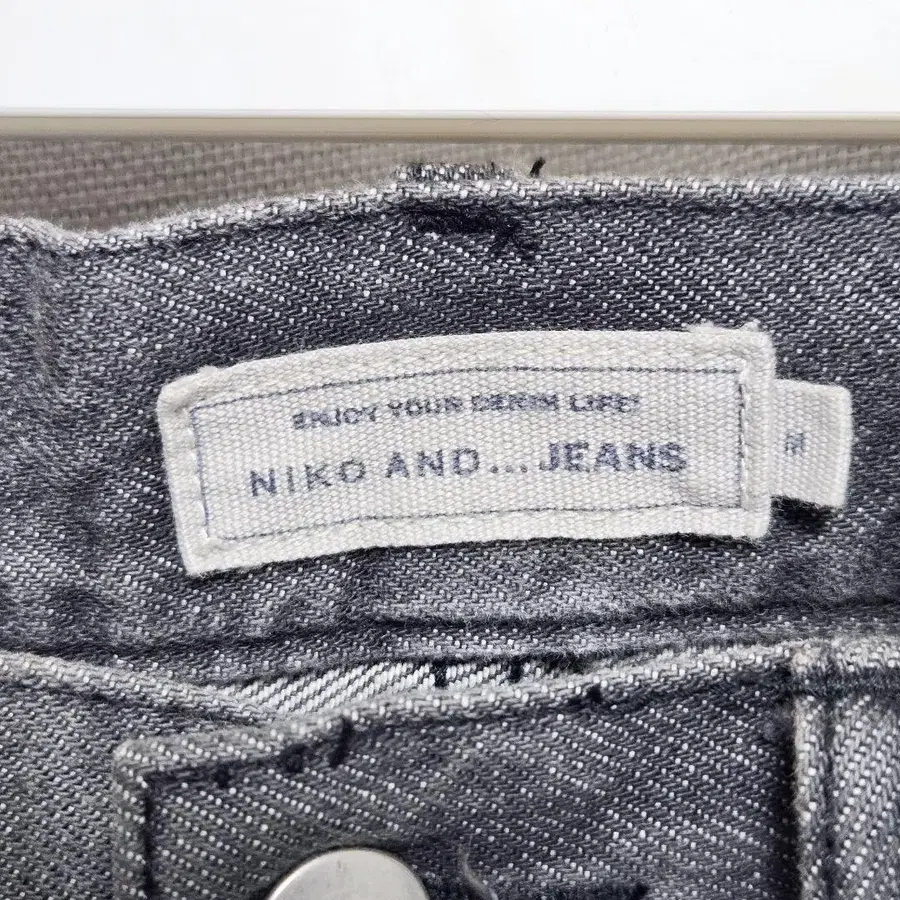 ENJOY YOUR DENIM LIFE!
NIKO AND...JEANS
M